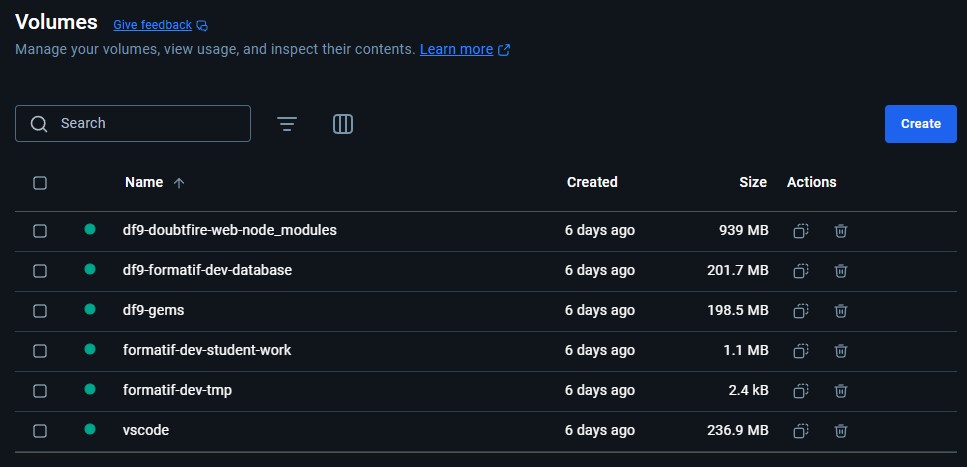 Volumes Give feedback
Manage your volumes, view usage, and inspect their contents. Learn more
Search
Create
Name Created Size Actions
df9-doubtfire-web-node_modules 6 days ago 939 MB
df9-formatif-dev-database 6 days ago 201.7 MB
df9-gems 6 days ago 198.5 MB
formatif-dev-student-work 6 days ago 1.1 MB
formatif-dev-tmp 6 days ago 2.4 kB
vscode 6 days ago 236.9 MB